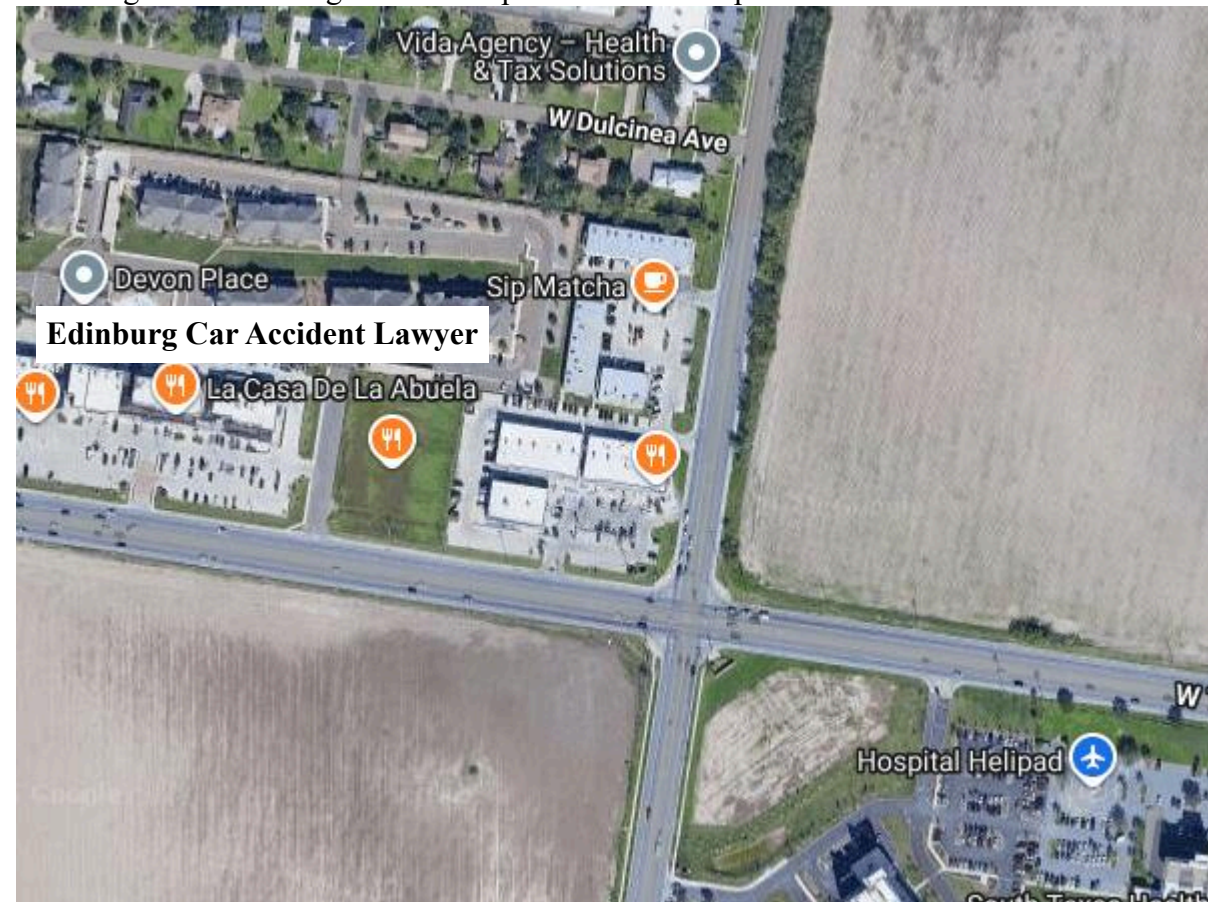 Vida Agency – Health
& Tax Solutions
W Dulcinea Ave
Devon Place
Sip Matcha
Edinburg Car Accident Lawyer
La Casa De La Abuela
W
Hospital Helipad